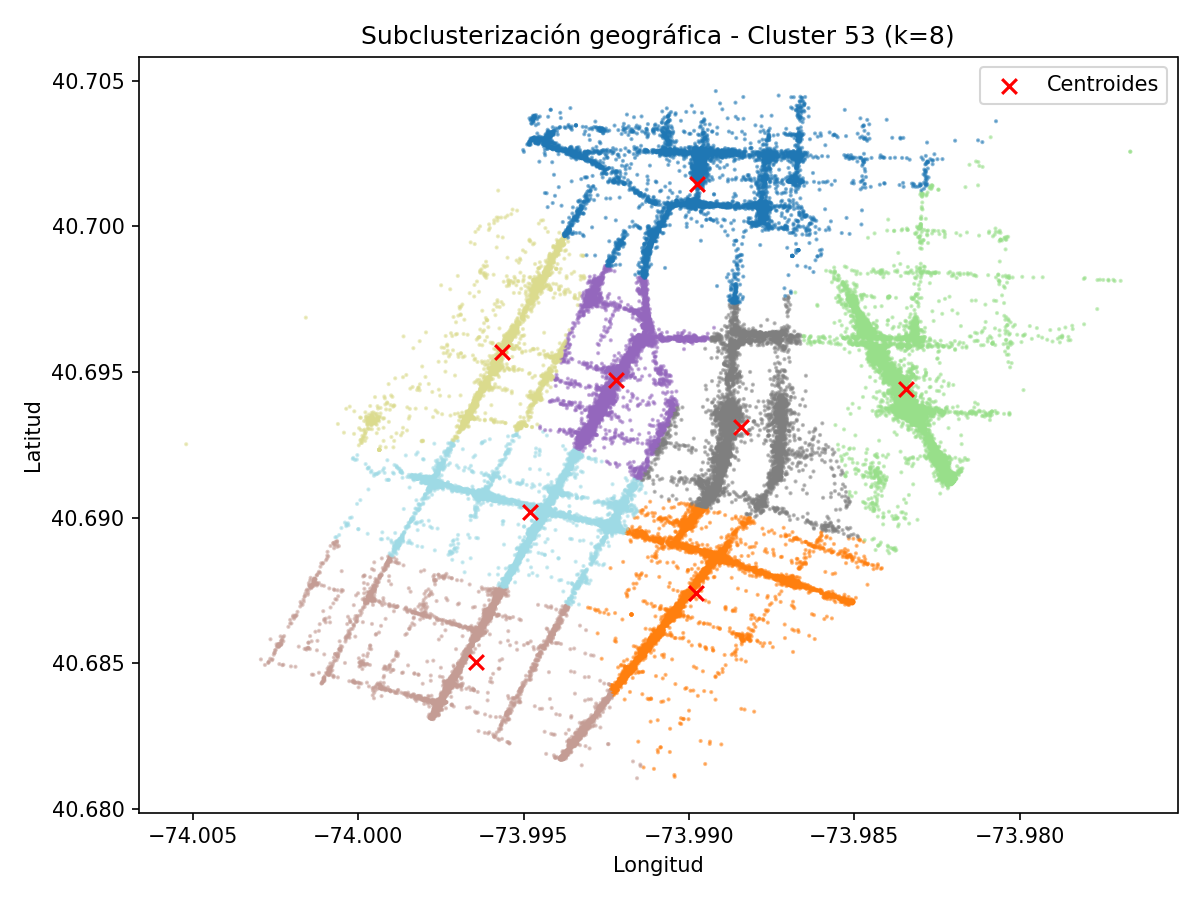 Subclusterización geográfica - Cluster 53 (k=8)
Centroides
40.705
40.700
40.695
40.690
40.685
40.680
Latitud
−74.005 −74.000 −73.995 −73.990 −73.985 −73.980
Longitud